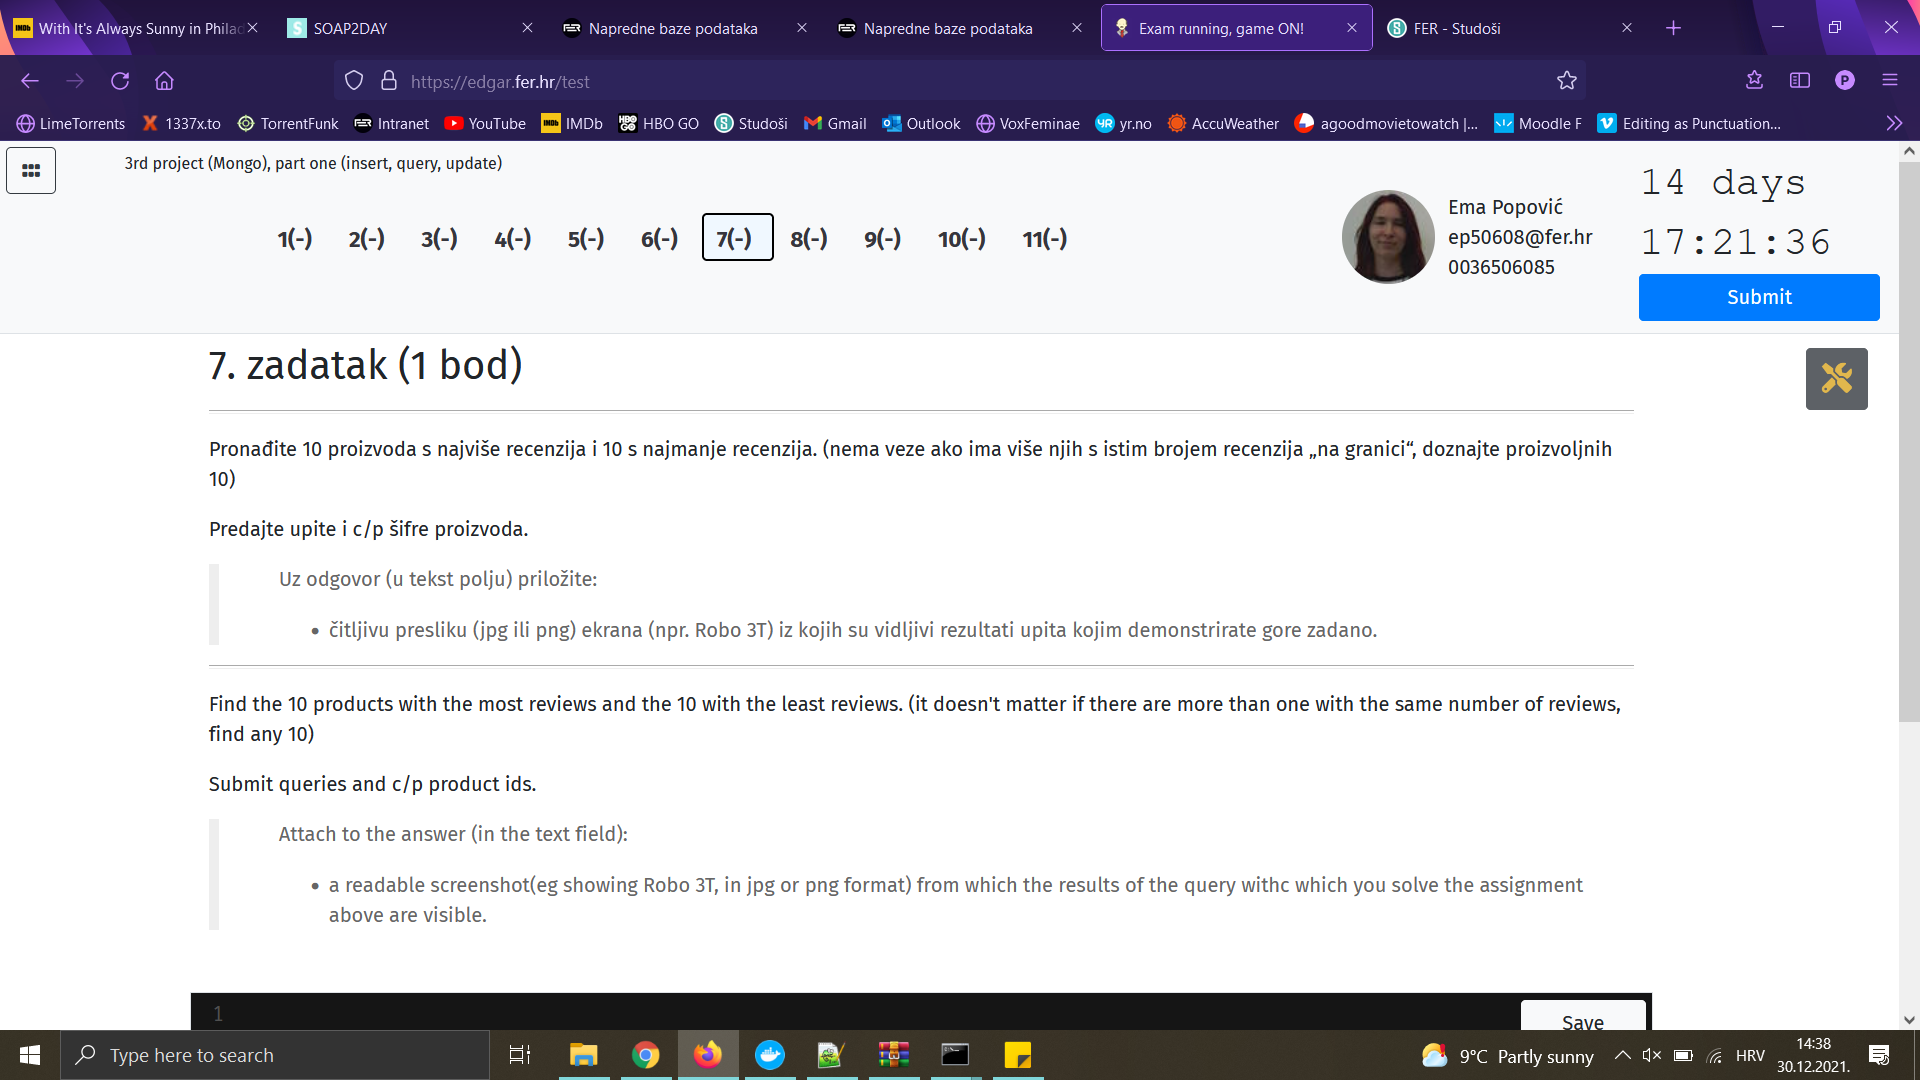 With It's Always Sunny in Philad
SOAP2DAY
Napredne baze podataka
Napredne baze podataka
Exam running, game ON!
FER - Studoši
https://edgar.fer.hr/test
P
LimeTorrents
1337x.to
TorrentFunk
Intranet
YouTube
IMDb
HBO GO
Studoši
Gmail
Outlook
VoxFeminae
yr.no
AccuWeather
agoodmovietowatch |...
Moodle F
Editing as Punctuation...
3rd project (Mongo), part one (insert, query, update)
14 days
17:21:36
Ema Popović
ep50608@fer.hr
0036506085
1(-) 2(-) 3(-) 4(-) 5(-) 6(-) 7(-) 8(-) 9(-) 10(-) 11(-)
Submit
7. zadatak (1 bod)
Pronađite 10 proizvoda s najviše recenzija i 10 s najmanje recenzija. (nema veze ako ima više njih s istim brojem recenzija „na granici“, doznajte proizvoljnih
10)
Predajte upite i c/p šifre proizvoda.
Uz odgovor (u tekst polju) priložite:
• čitljivu presliku (jpg ili png) ekrana (npr. Robo 3T) iz kojih su vidljivi rezultati upita kojim demonstrirate gore zadano.
Find the 10 products with the most reviews and the 10 with the least reviews. (it doesn't matter if there are more than one with the same number of reviews,
find any 10)
Submit queries and c/p product ids.
Attach to the answer (in the text field):
• a readable screenshot(eg showing Robo 3T, in jpg or png format) from which the results of the query withc which you solve the assignment
above are visible.
1
Save
Type here to search
9°C Partly sunny
HRV
14:38
30.12.2021.